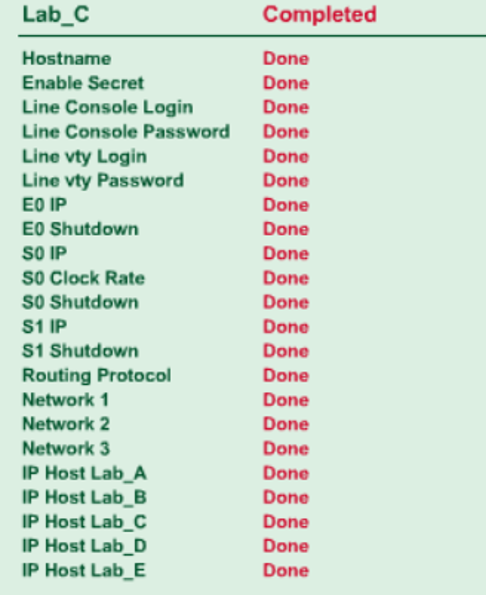 Lab_C Completed
Hostname Done
Enable Secret Done
Line Console Login Done
Line Console Password Done
Line vty Login Done
Line vty Password Done
E0 IP Done
E0 Shutdown Done
S0 IP Done
S0 Clock Rate Done
S0 Shutdown Done
S1 IP Done
S1 Shutdown Done
Routing Protocol Done
Network 1 Done
Network 2 Done
Network 3 Done
IP Host Lab_A Done
IP Host Lab_B Done
IP Host Lab_C Done
IP Host Lab_D Done
IP Host Lab_E Done